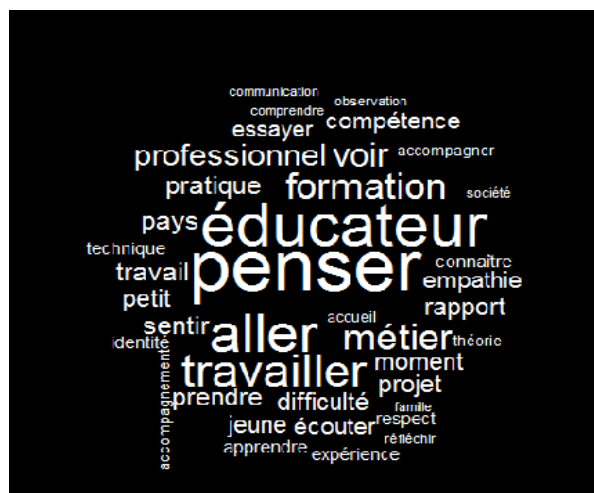 communication
observation
comprendre
essayer compétence
professionnel voir accompagner
pratique formation société
pays éducateur
technique
penser connaître
travail empathie
petit rapport
accueil
sentir aller métier théorie
identité
travailler moment
projet
accompagnement
prendre difficulté
famille
jeune écouter respect
réfléchir
apprendre expérience